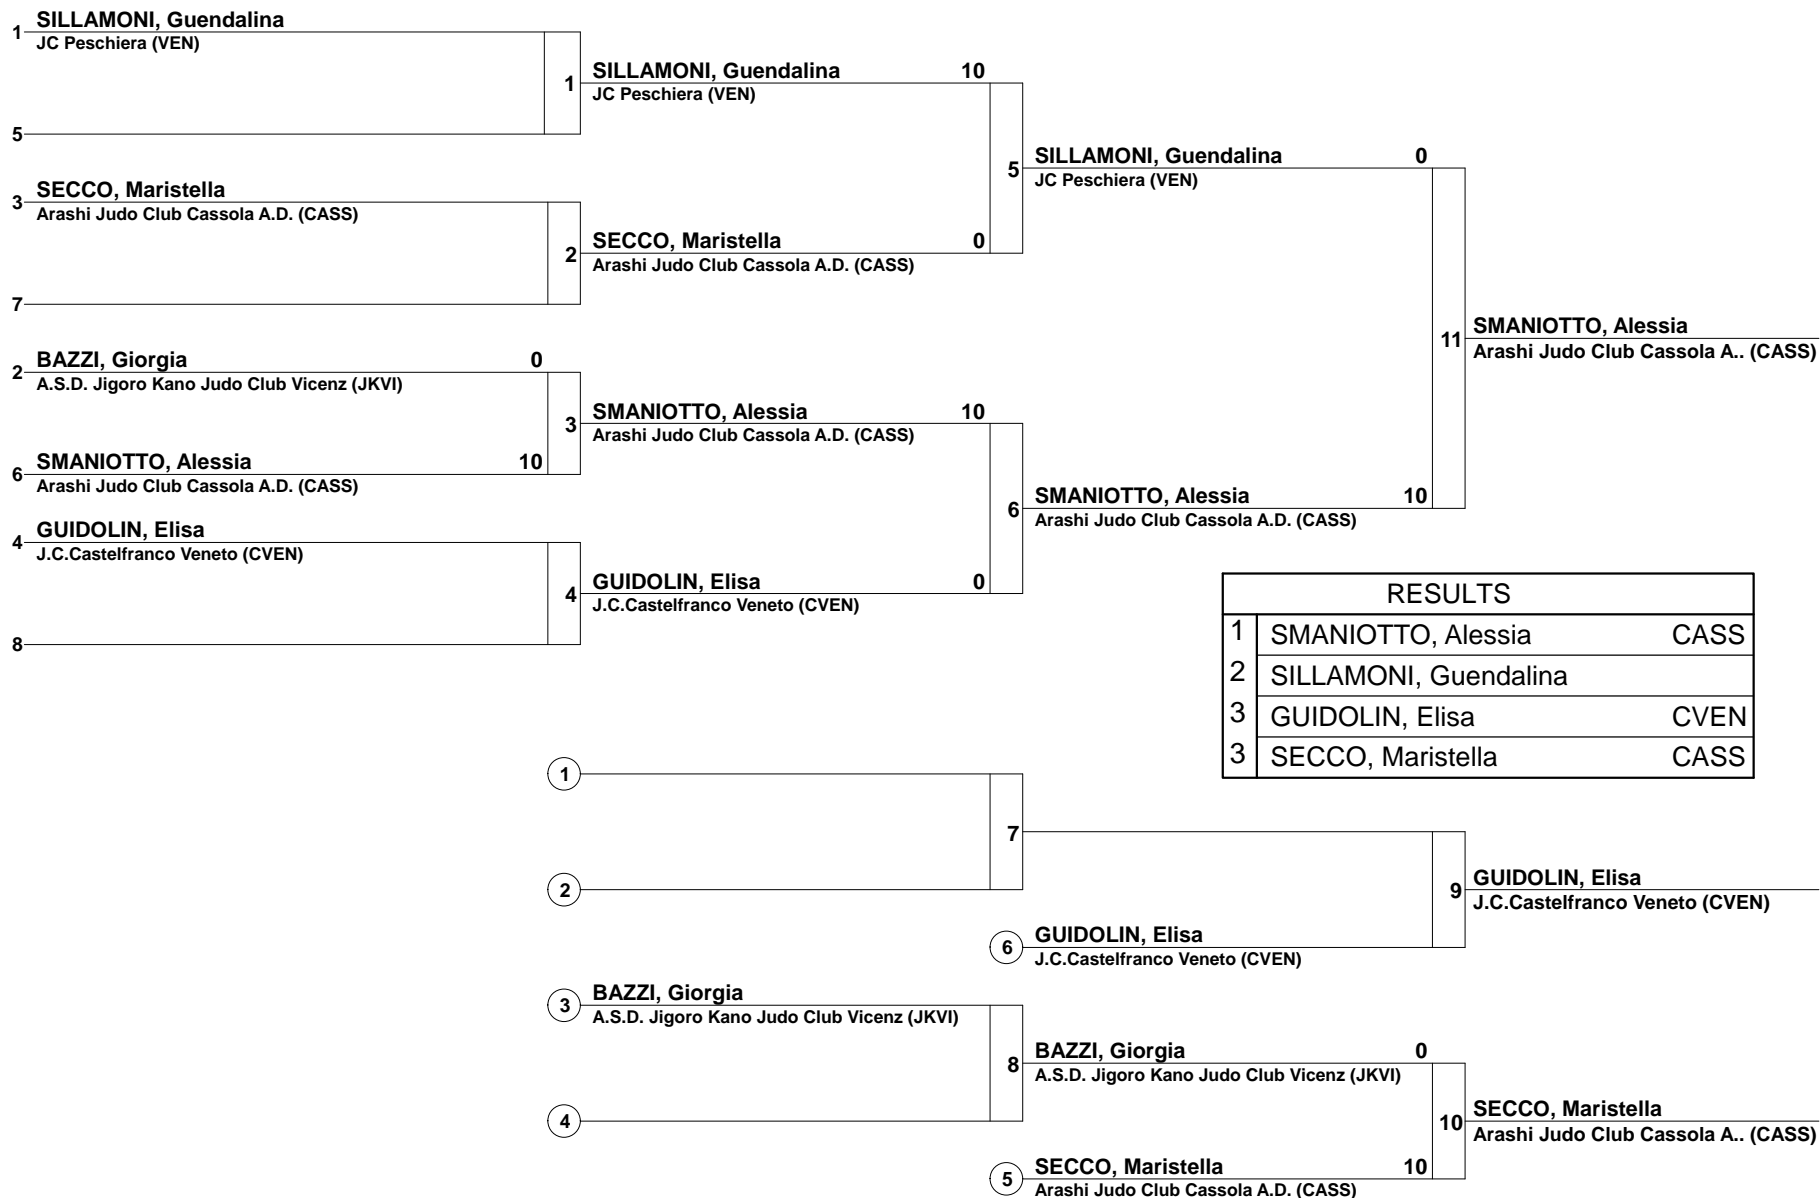 1 SILLAMONI, Guendalina
JC Peschiera (VEN)
5
1
3 SECCO, Maristella
Arashi Judo Club Cassola A.D. (CASS)
7
2
2 BAZZI, Giorgia 0
A.S.D. Jigoro Kano Judo Club Vicenz (JKVI)
6 SMANIOTTO, Alessia 10
Arashi Judo Club Cassola A.D. (CASS)
3
4 GUIDOLIN, Elisa
J.C.Castelfranco Veneto (CVEN)
8
4
SILLAMONI, Guendalina 10
JC Peschiera (VEN)
SECCO, Maristella 0
Arashi Judo Club Cassola A.D. (CASS)
5
SMANIOTTO, Alessia 10
Arashi Judo Club Cassola A.D. (CASS)
GUIDOLIN, Elisa 0
J.C.Castelfranco Veneto (CVEN)
6
SILLAMONI, Guendalina 0
JC Peschiera (VEN)
SMANIOTTO, Alessia 10
Arashi Judo Club Cassola A.D. (CASS)
11
SMANIOTTO, Alessia
Arashi Judo Club Cassola A.. (CASS)
RESULTS
1 SMANIOTTO, Alessia CASS
2 SILLAMONI, Guendalina
3 GUIDOLIN, Elisa CVEN
3 SECCO, Maristella CASS
1
2
7
6 GUIDOLIN, Elisa
J.C.Castelfranco Veneto (CVEN)
9
GUIDOLIN, Elisa
J.C.Castelfranco Veneto (CVEN)
3 BAZZI, Giorgia
A.S.D. Jigoro Kano Judo Club Vicenz (JKVI)
4
8
BAZZI, Giorgia 0
A.S.D. Jigoro Kano Judo Club Vicenz (JKVI)
5 SECCO, Maristella 10
Arashi Judo Club Cassola A.D. (CASS)
10
SECCO, Maristella
Arashi Judo Club Cassola A.. (CASS)